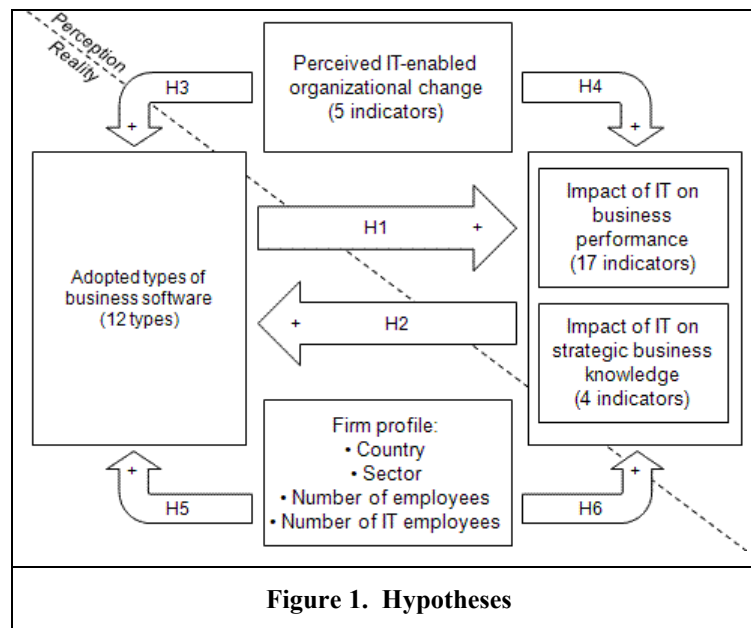 Perception
Reality
Perceived IT-enabled
organizational change
(5 indicators)
H3
+
H4
+
Adopted types of
business software
(12 types)
H1
+
H2
+
Impact of IT on
business
performance
(17 indicators)
Impact of IT on
strategic business
knowledge
(4 indicators)
Firm profile:
• Country
• Sector
• Number of employees
• Number of IT employees
+
H5
+
H6
Figure 1. Hypotheses